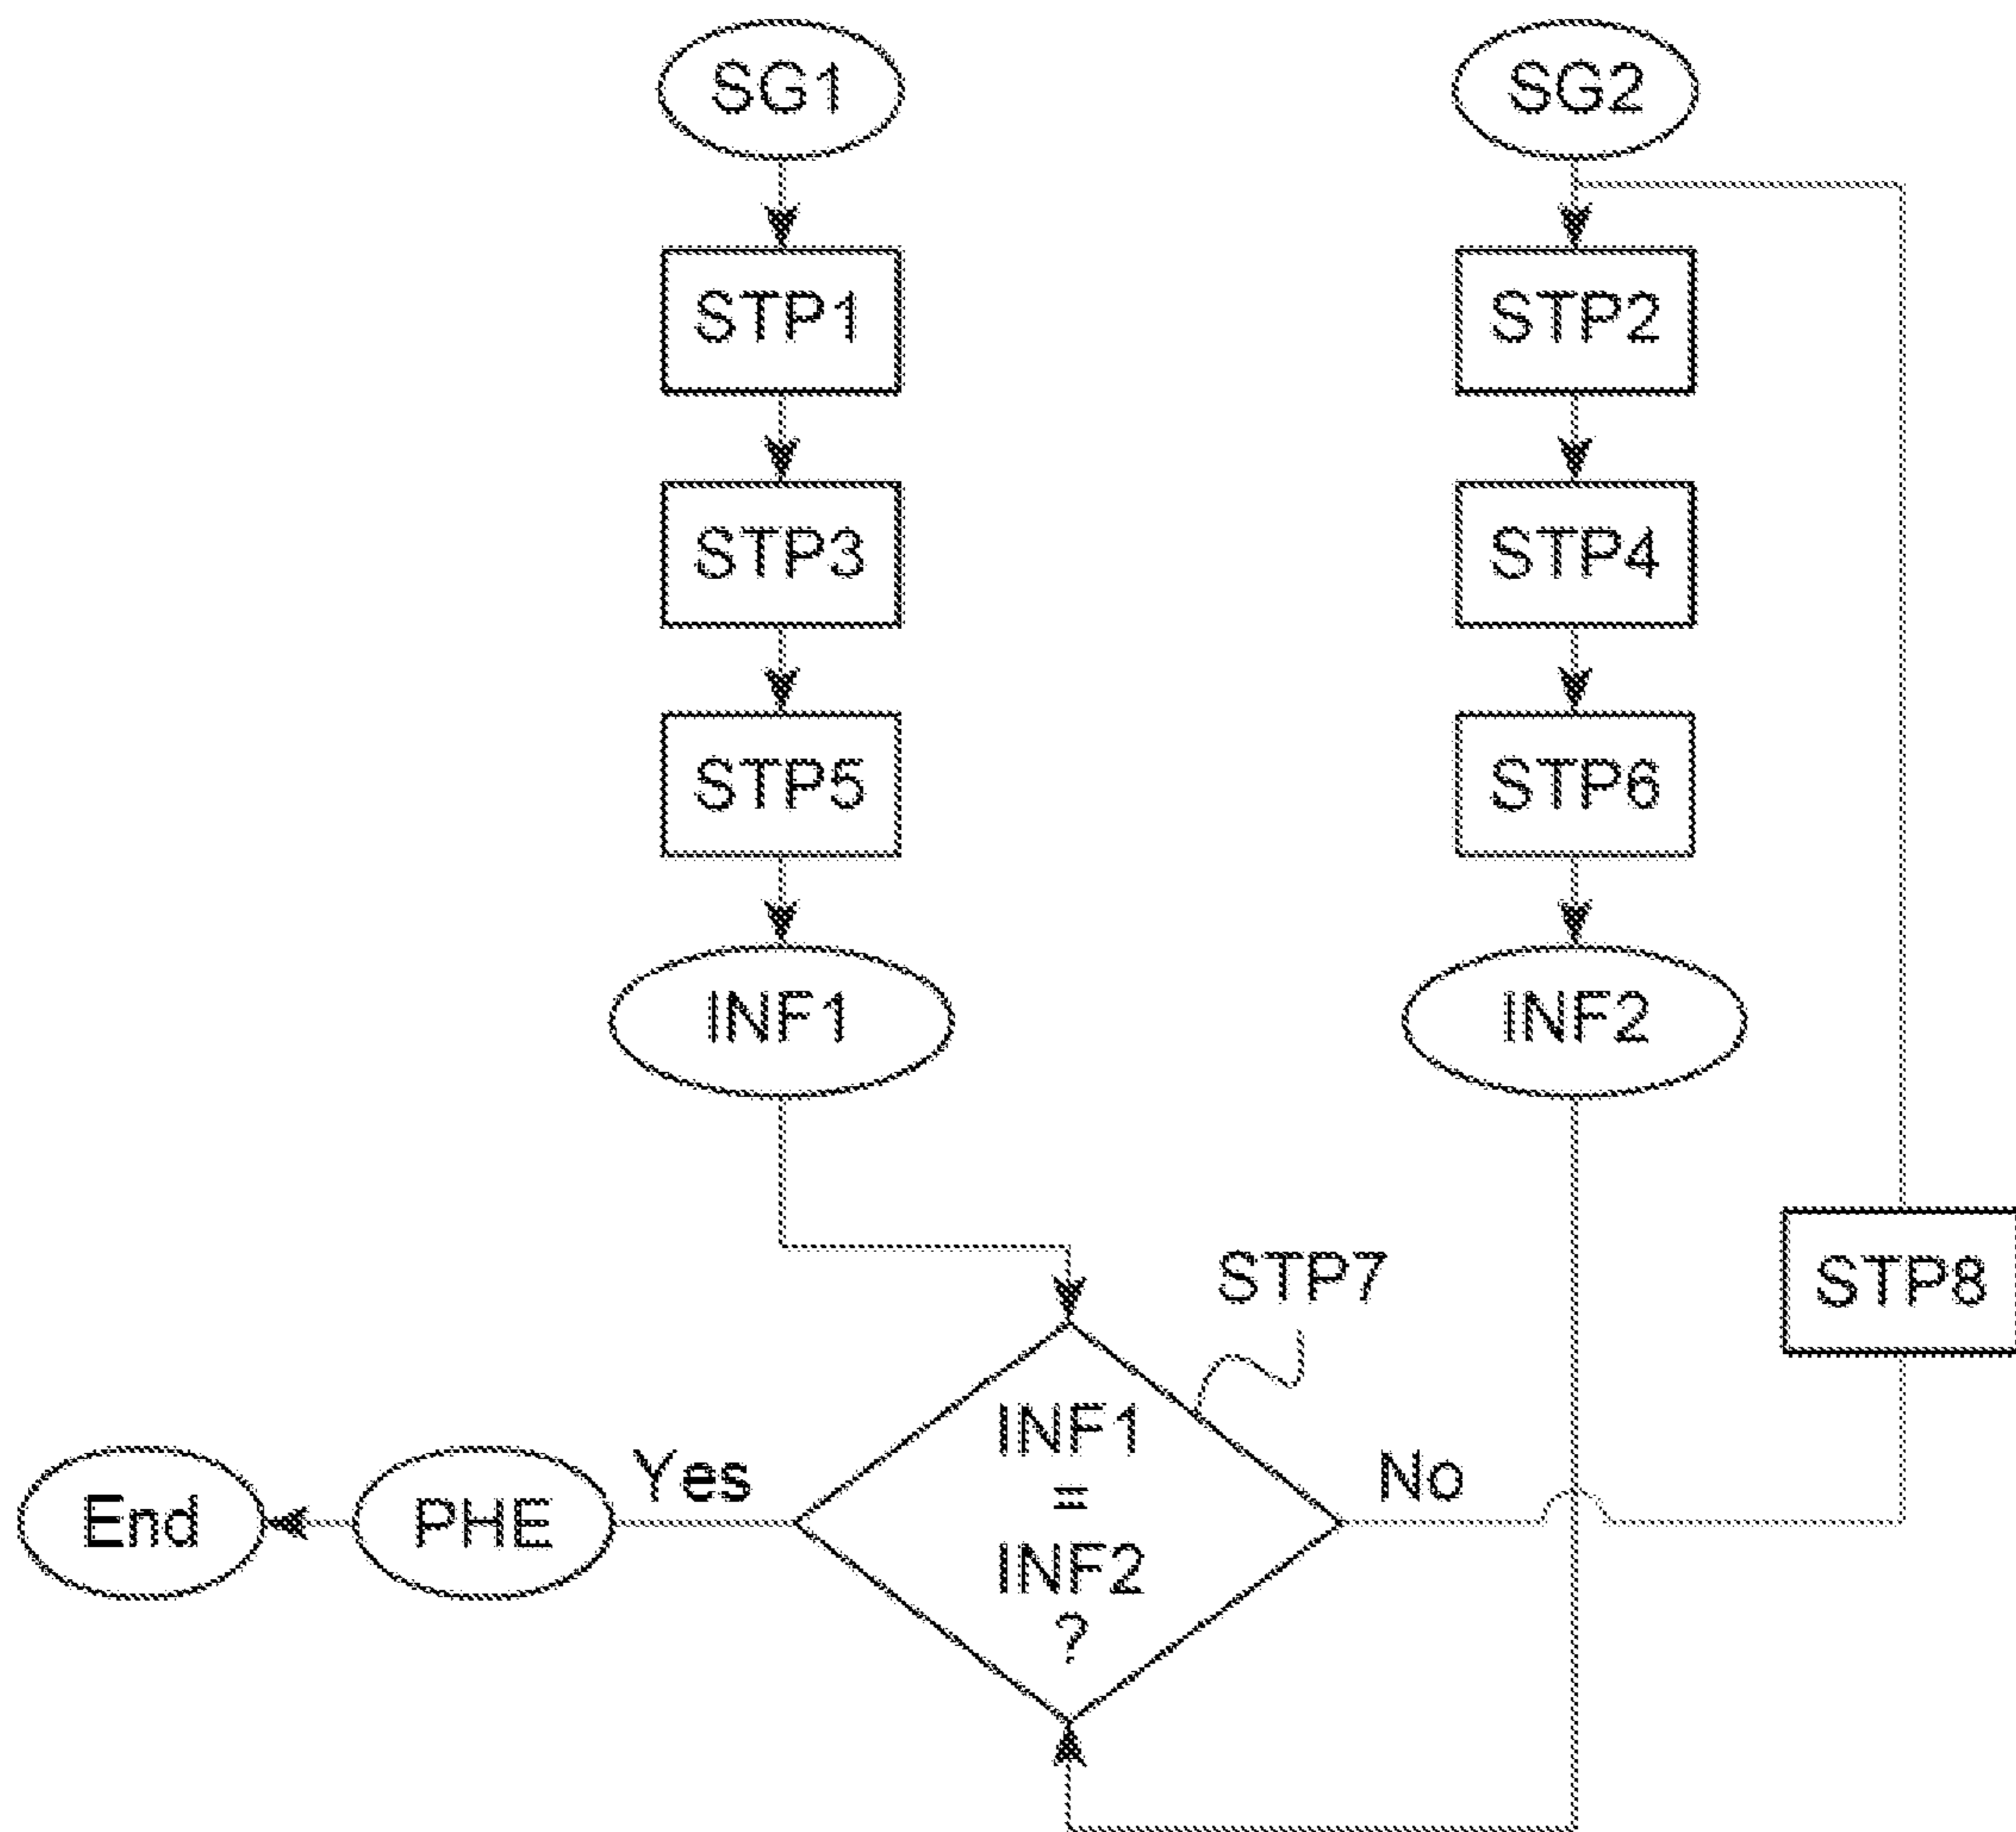 SG1
SG2
STP1
STP2
STP3
STP4
STP5
STP6
INF1
INF2
STP7
STP8
INF1
=
INF2
?
Yes
No
End
PHE